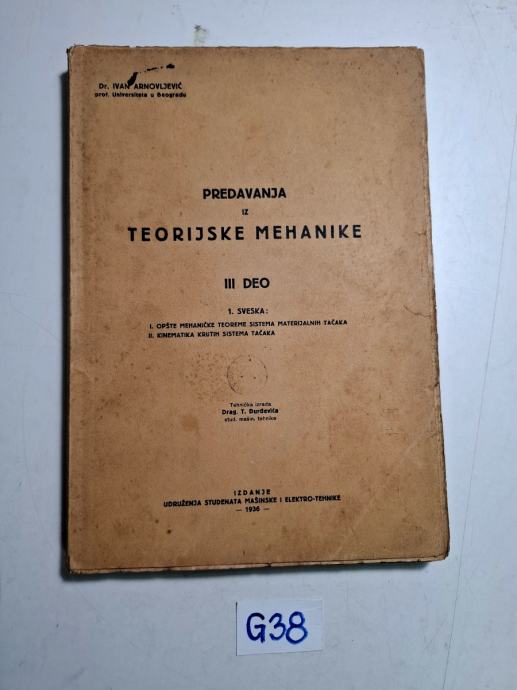 Dr. IVAN ARNOVLJEVIĆ
prof. Univerziteta u Beogradu
PREDAVANJA
IZ
TEORIJSKE MEHANIKE
III DEO
1. SVESKA:
I. OPŠTE MEHANIČKE TEOREME SISTEMA MATERIJALNIH TAČAKA
II. KINEMATIKA KRUTIH SISTEMA TAČAKA
Tehnička izrada
Drag. T. Đurđevića
stud. mašin. tehnike
IZDANJE
UDRUŽENJA STUDENATA MAŠINSKE I ELEKTRO-TEHNIKE
— 1936 —
G38